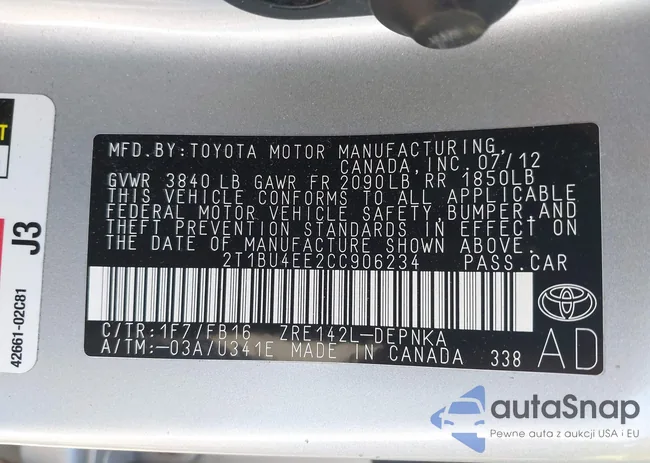 MFD.BY:TOYOTA MOTOR MANUFACTURING,
CANADA, INC. 07/12
GVWR 3840 LB GAWR FR 2090LB RR 1850LB
THIS VEHICLE CONFORMS TO ALL APPLICABLE
FEDERAL MOTOR VEHICLE SAFETY, BUMPER, AND
THEFT PREVENTION STANDARDS IN EFFECT ON
THE DATE OF MANUFACTURE SHOWN ABOVE.
2T1BU4EE2CC906234 PASS.CAR
C/TR:1F7/FB16 ZRE142L-DEPNKA
A/TM:-03A/U341E MADE IN CANADA 338
AD
J3
42661-02C81
autaSnap
Pewne auta z aukcji USA i EU